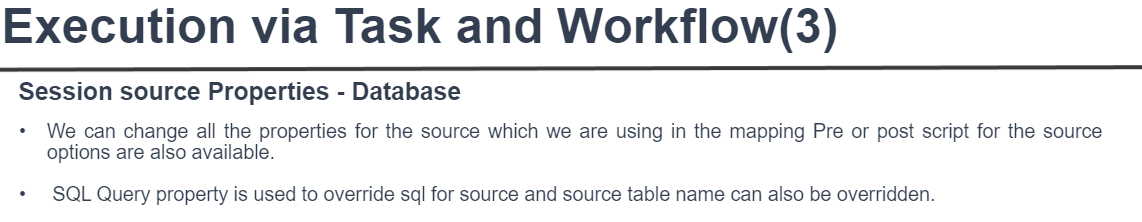 Execution via Task and Workflow(3)
Session source Properties - Database
• We can change all the properties for the source which we are using in the mapping Pre or post script for the source
options are also available.
• SQL Query property is used to override sql for source and source table name can also be overridden.